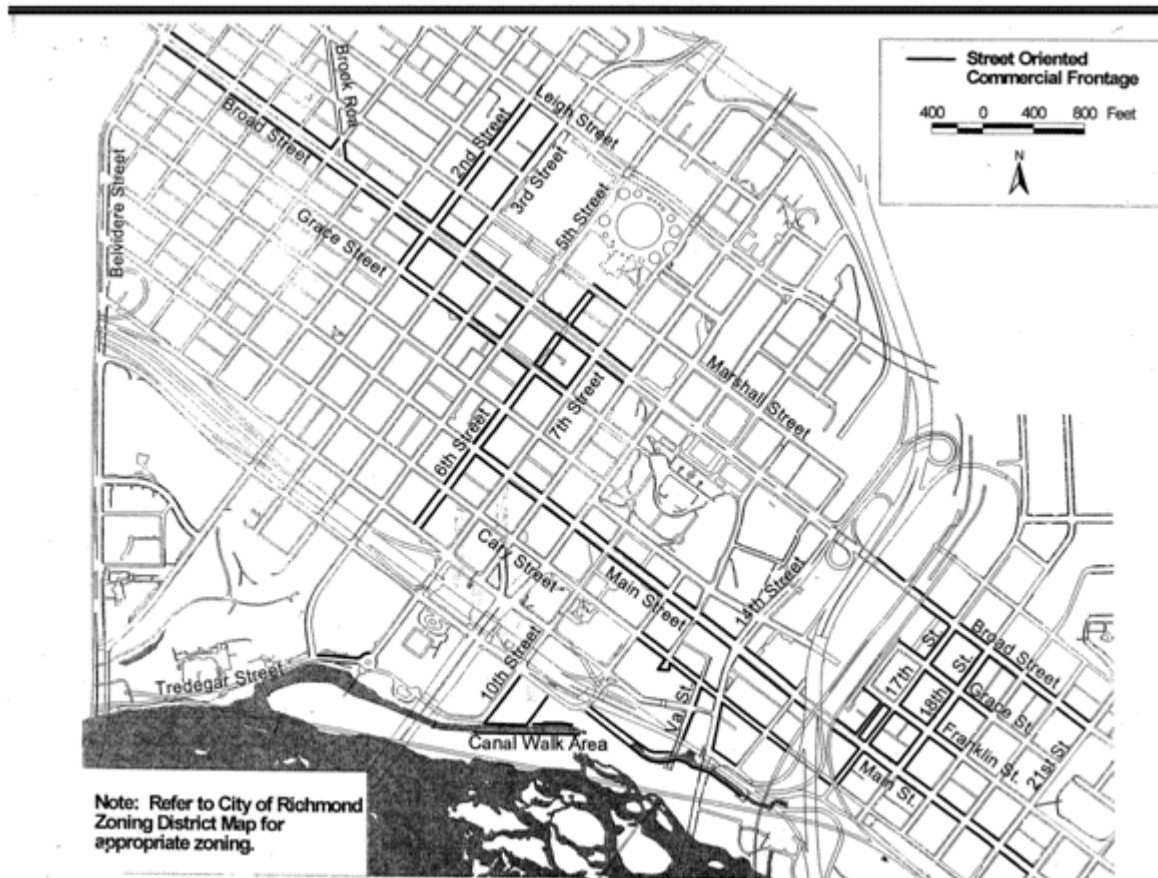 Street Oriented
Commercial Frontage
400 0 400 800 Feet
N
Brook Roa
Broad Street
2nd Street
Leigh Street
3rd Street
5th Street
Belvidere Street
Grace Street
Marshall Street
7th Street
6th Street
Cary Street
Main Street
14th Street
10th Street
Tredegar Street
Va St.
Canal Walk Area
Broad Street
17th St.
18th St.
Grace St.
Franklin St.
21st St.
Main St.
Note: Refer to City of Richmond
Zoning District Map for
appropriate zoning.